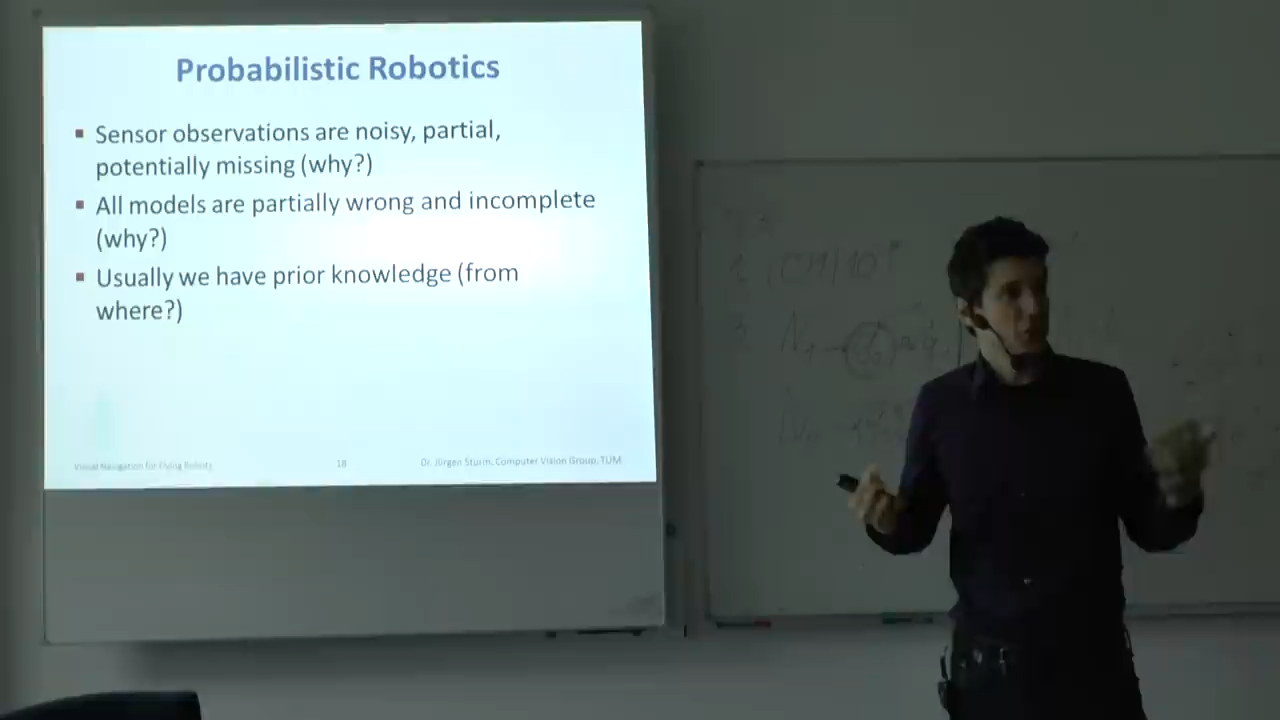 Probabilistic Robotics
▪ Sensor observations are noisy, partial,
potentially missing (why?)
▪ All models are partially wrong and incomplete
(why?)
▪ Usually we have prior knowledge (from
where?)
Visual Navigation for Flying Robots
18
Dr. Jürgen Sturm, Computer Vision Group, TUM